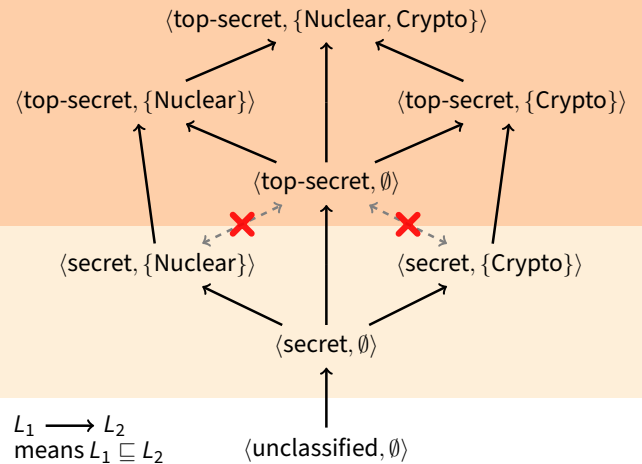 ⟨top-secret, {Nuclear, Crypto}⟩
⟨top-secret, {Nuclear}⟩
⟨top-secret, {Crypto}⟩
⟨top-secret, ∅⟩
⟨secret, {Nuclear}⟩
⟨secret, {Crypto}⟩
⟨secret, ∅⟩
L₁ ⟶ L₂
means L₁ ⊑ L₂
⟨unclassified, ∅⟩